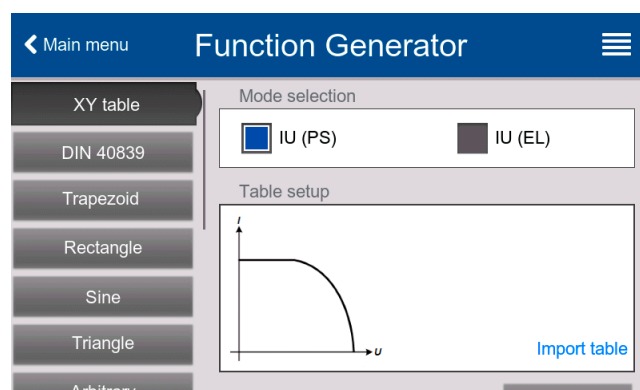 Main menu
Function Generator
XY table
DIN 40839
Trapezoid
Rectangle
Sine
Triangle
Arbitrary
Mode selection
IU (PS)
IU (EL)
Table setup
I
U
Import table